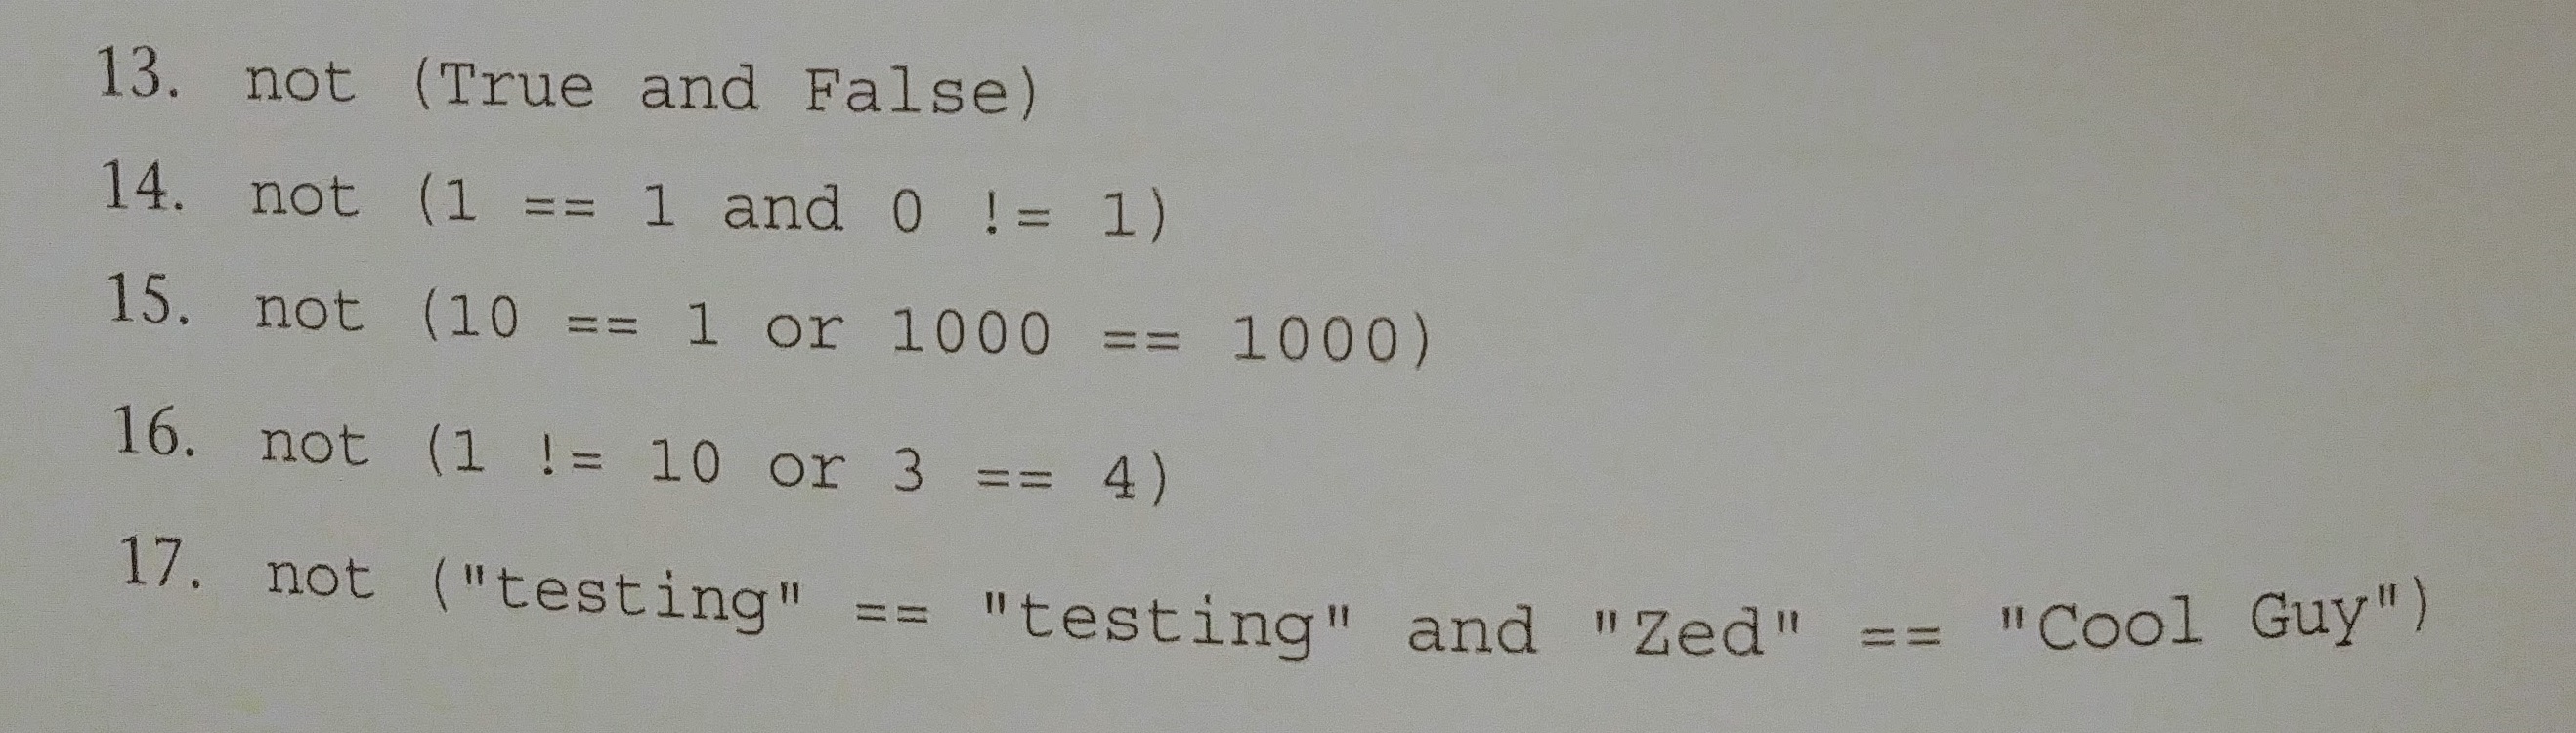 13. not (True and False)
14. not (1 == 1 and 0 != 1)
15. not (10 == 1 or 1000 == 1000)
16. not (1 != 10 or 3 == 4)
17. not ("testing" == "testing" and "Zed" == "Cool Guy")